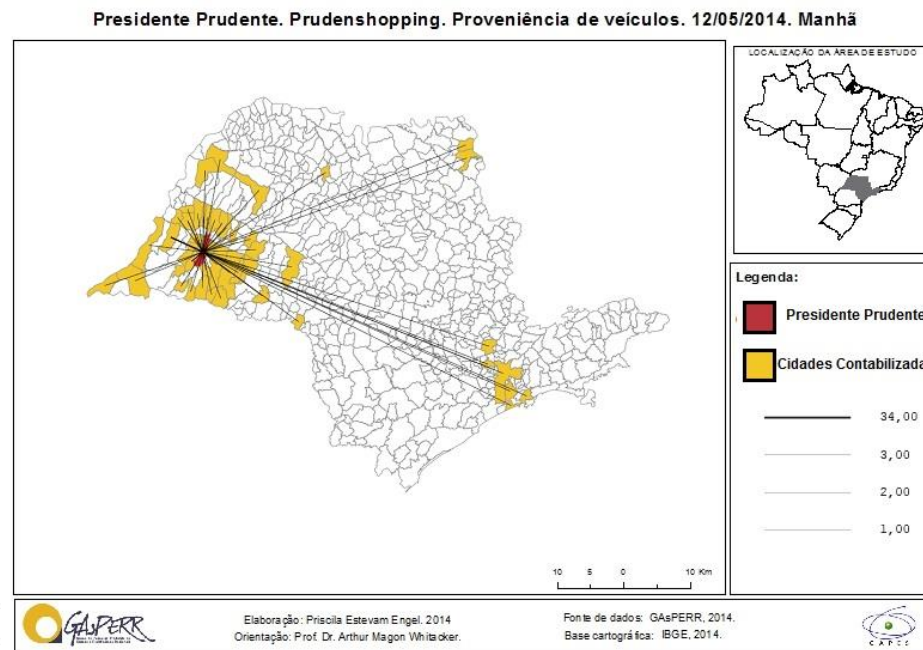 Presidente Prudente. Prudenshopping. Proveniência de veículos. 12/05/2014. Manhã
LOCALIZAÇÃO DA ÁREA DE ESTUDO
Legenda:
Presidente Prudente
Cidades Contabilizada
34,00
3,00
2,00
1,00
10 5 0 10 Km
GAsPERR
Elaboração: Priscila Estevam Engel. 2014
Orientação: Prof. Dr. Arthur Magon Whitacker.
Fonte de dados: GAsPERR, 2014.
Base cartográfica: IBGE, 2014.
CAPES